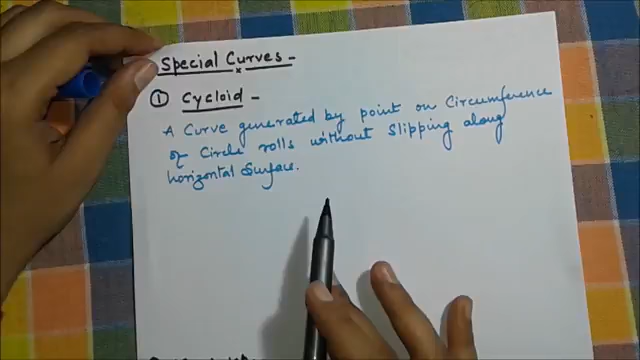 Special Curves -
① Cycloid -
A Curve generated by point on Circumference
of Circle rolls without Slipping along
horizontal Surface.